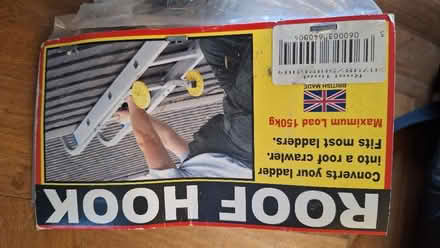 ROOF HOOK
Converts your ladder
into a roof crawler.
Fits most ladders.
Maximum Load 150kg
BRITISH MADE